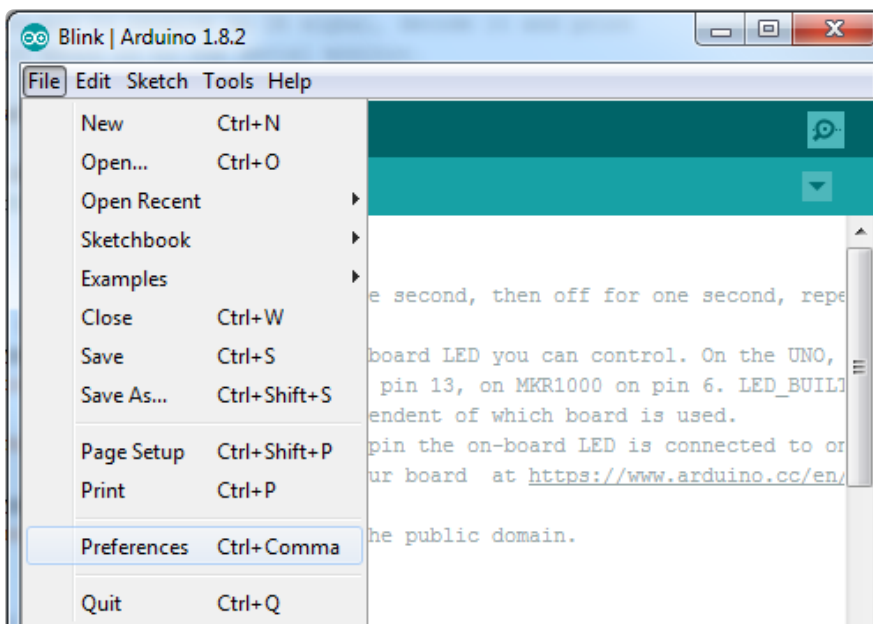 Blink | Arduino 1.8.2
File Edit Sketch Tools Help
New Ctrl+N
Open... Ctrl+O
Open Recent
Sketchbook
Examples
Close Ctrl+W
Save Ctrl+S
Save As... Ctrl+Shift+S
Page Setup Ctrl+Shift+P
Print Ctrl+P
Preferences Ctrl+Comma
Quit Ctrl+Q
e second, then off for one second, repe
board LED you can control. On the UNO,
pin 13, on MKR1000 on pin 6. LED_BUILT
endent of which board is used.
pin the on-board LED is connected to on
ur board at https://www.arduino.cc/en/
he public domain.